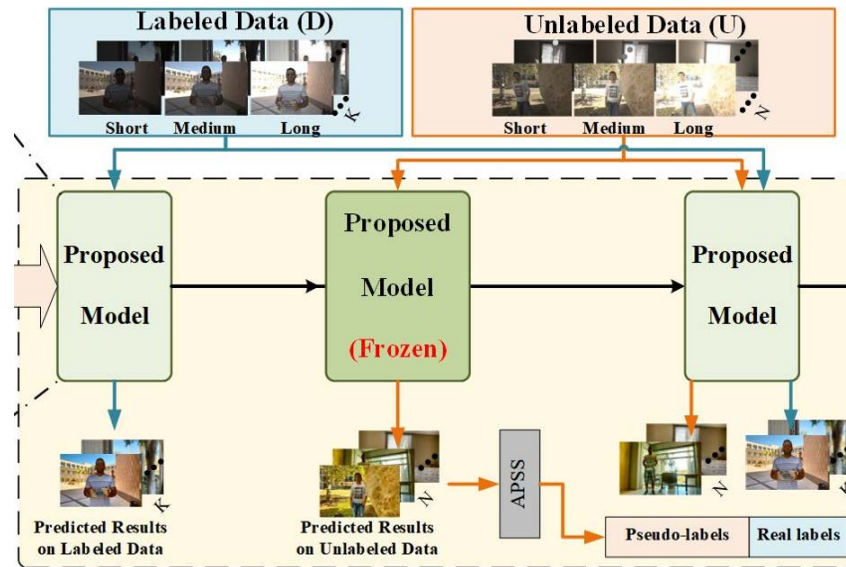 Labeled Data (D)
Short Medium Long
K
Unlabeled Data (U)
Short Medium Long
N
Proposed
Model
Proposed
Model
(Frozen)
Proposed
Model
K
Predicted Results
on Labeled Data
N
Predicted Results
on Unlabeled Data
APSS
N
Pseudo-labels
Real labels